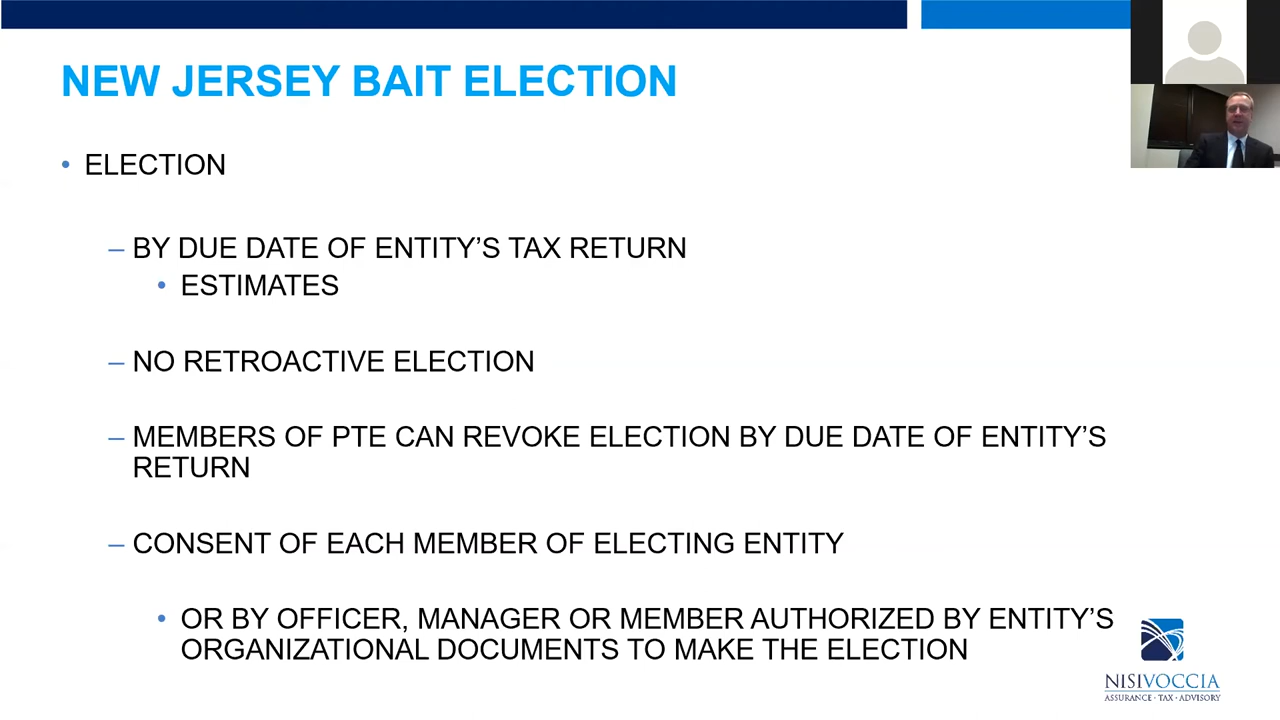 NEW JERSEY BAIT ELECTION
• ELECTION
– BY DUE DATE OF ENTITY’S TAX RETURN
• ESTIMATES
– NO RETROACTIVE ELECTION
– MEMBERS OF PTE CAN REVOKE ELECTION BY DUE DATE OF ENTITY’S
RETURN
– CONSENT OF EACH MEMBER OF ELECTING ENTITY
• OR BY OFFICER, MANAGER OR MEMBER AUTHORIZED BY ENTITY’S
ORGANIZATIONAL DOCUMENTS TO MAKE THE ELECTION
NISIVOCCIA
ASSURANCE · TAX · ADVISORY